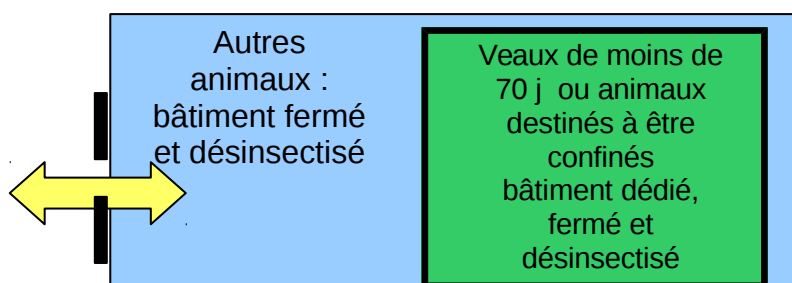 Autres
animaux :
bâtiment fermé
et désinsectisé
Veaux de moins de
70 j ou animaux
destinés à être
confinés
bâtiment dédié,
fermé et
désinsectisé